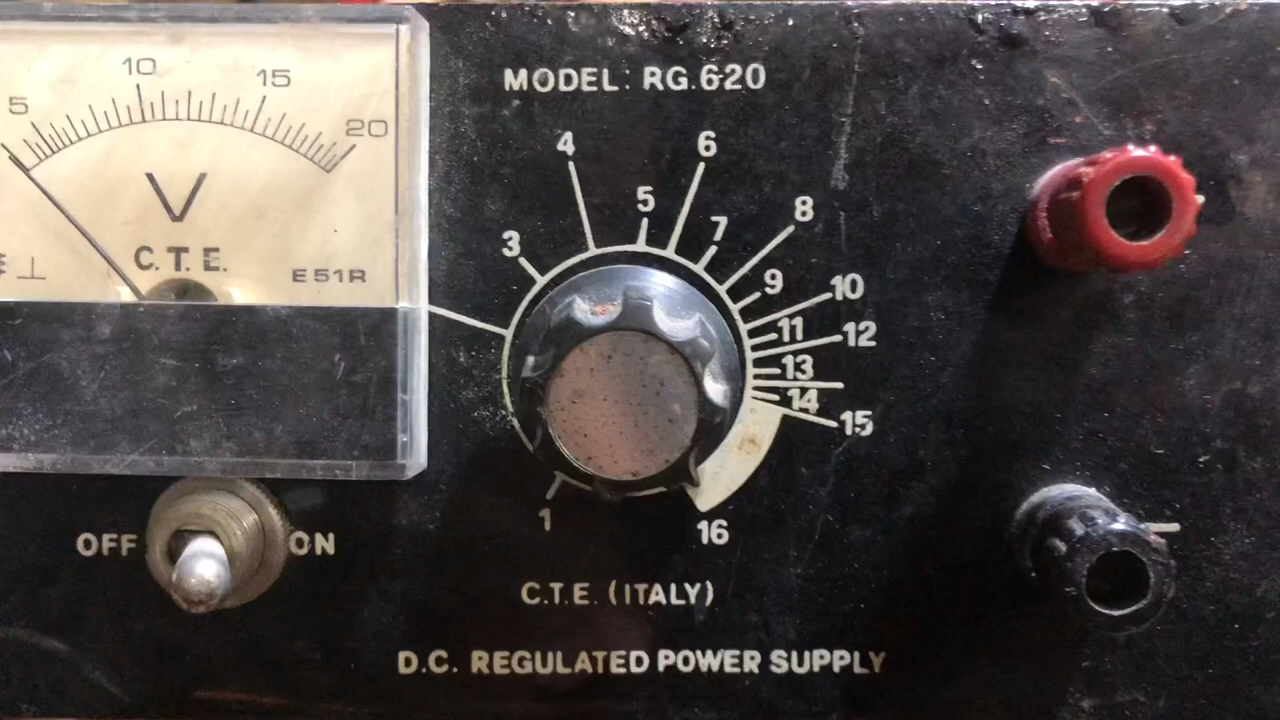 5 10 15 20
V
C.T.E.
E51R
MODEL: RG.620
1
3
4
5
6
7
8
9
10
11
12
13
14
15
16
OFF ON
C.T.E. (ITALY)
D.C. REGULATED POWER SUPPLY